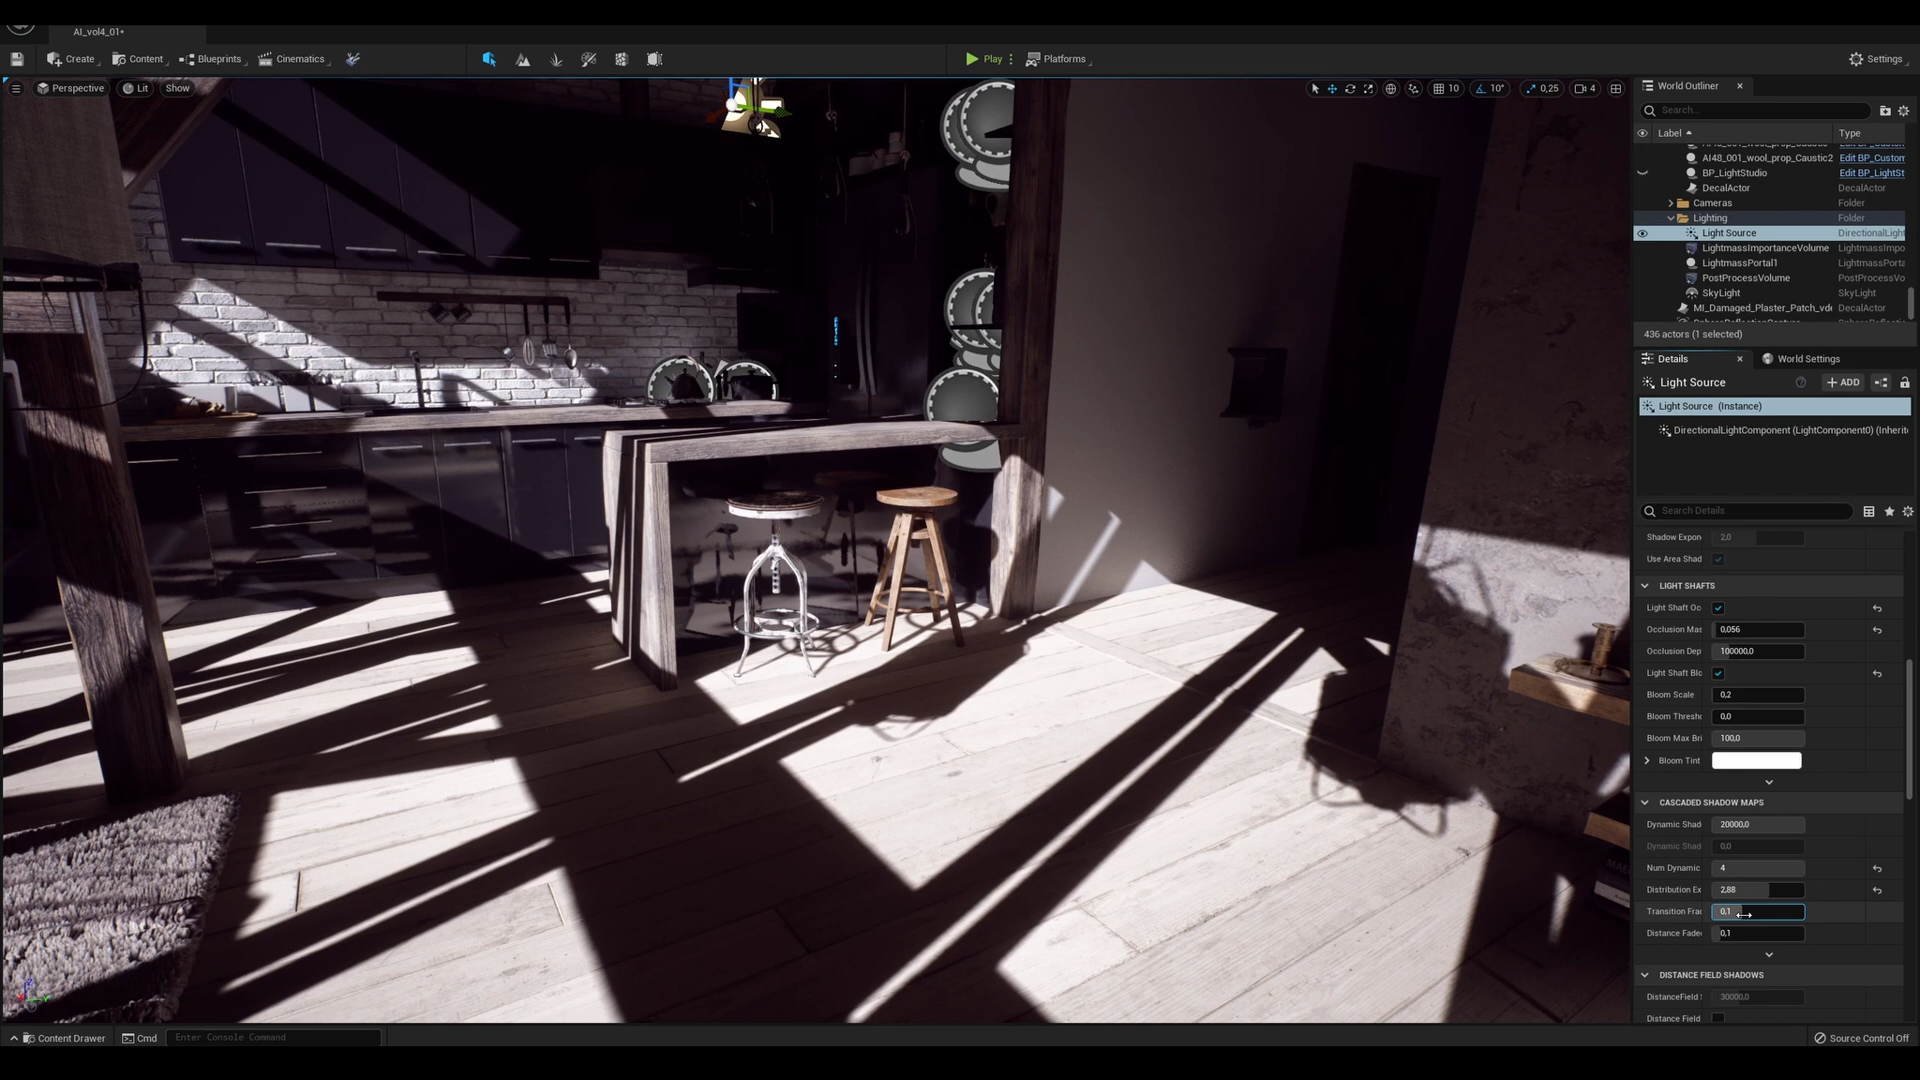 AI_vol4_01*
Create
Content
Blueprints
Cinematics
Play
Platforms
Settings
Perspective
Lit
Show
10
10°
0,25
4
World Outliner
Search...
Label
Type
AI48_001_wool_prop_Caustic2 Edit BP_Custom
BP_LightStudio Edit BP_LightSt
DecalActor DecalActor
Cameras Folder
Lighting Folder
Light Source DirectionalLight
LightmassImportanceVolume LightmassImpo
LightmassPortal1 LightmassPorta
PostProcessVolume PostProcessVo
SkyLight SkyLight
MI_Damaged_Plaster_Patch_vde DecalActor
436 actors (1 selected)
Details
World Settings
Light Source
ADD
Light Source (Instance)
DirectionalLightComponent (LightComponent0) (Inherite
Search Details
Shadow Expon 2,0
Use Area Shad
LIGHT SHAFTS
Light Shaft Oc
Occlusion Mas 0,056
Occlusion Dep 100000,0
Light Shaft Blo
Bloom Scale 0,2
Bloom Thresho 0,0
Bloom Max Bri 100,0
Bloom Tint
CASCADED SHADOW MAPS
Dynamic Shad 20000,0
Dynamic Shad 0,0
Num Dynamic 4
Distribution Ex 2,88
Transition Frac 0,1
Distance Fade 0,1
DISTANCE FIELD SHADOWS
DistanceField S 30000,0
Distance Field
Content Drawer
Cmd
Enter Console Command
Source Control Off